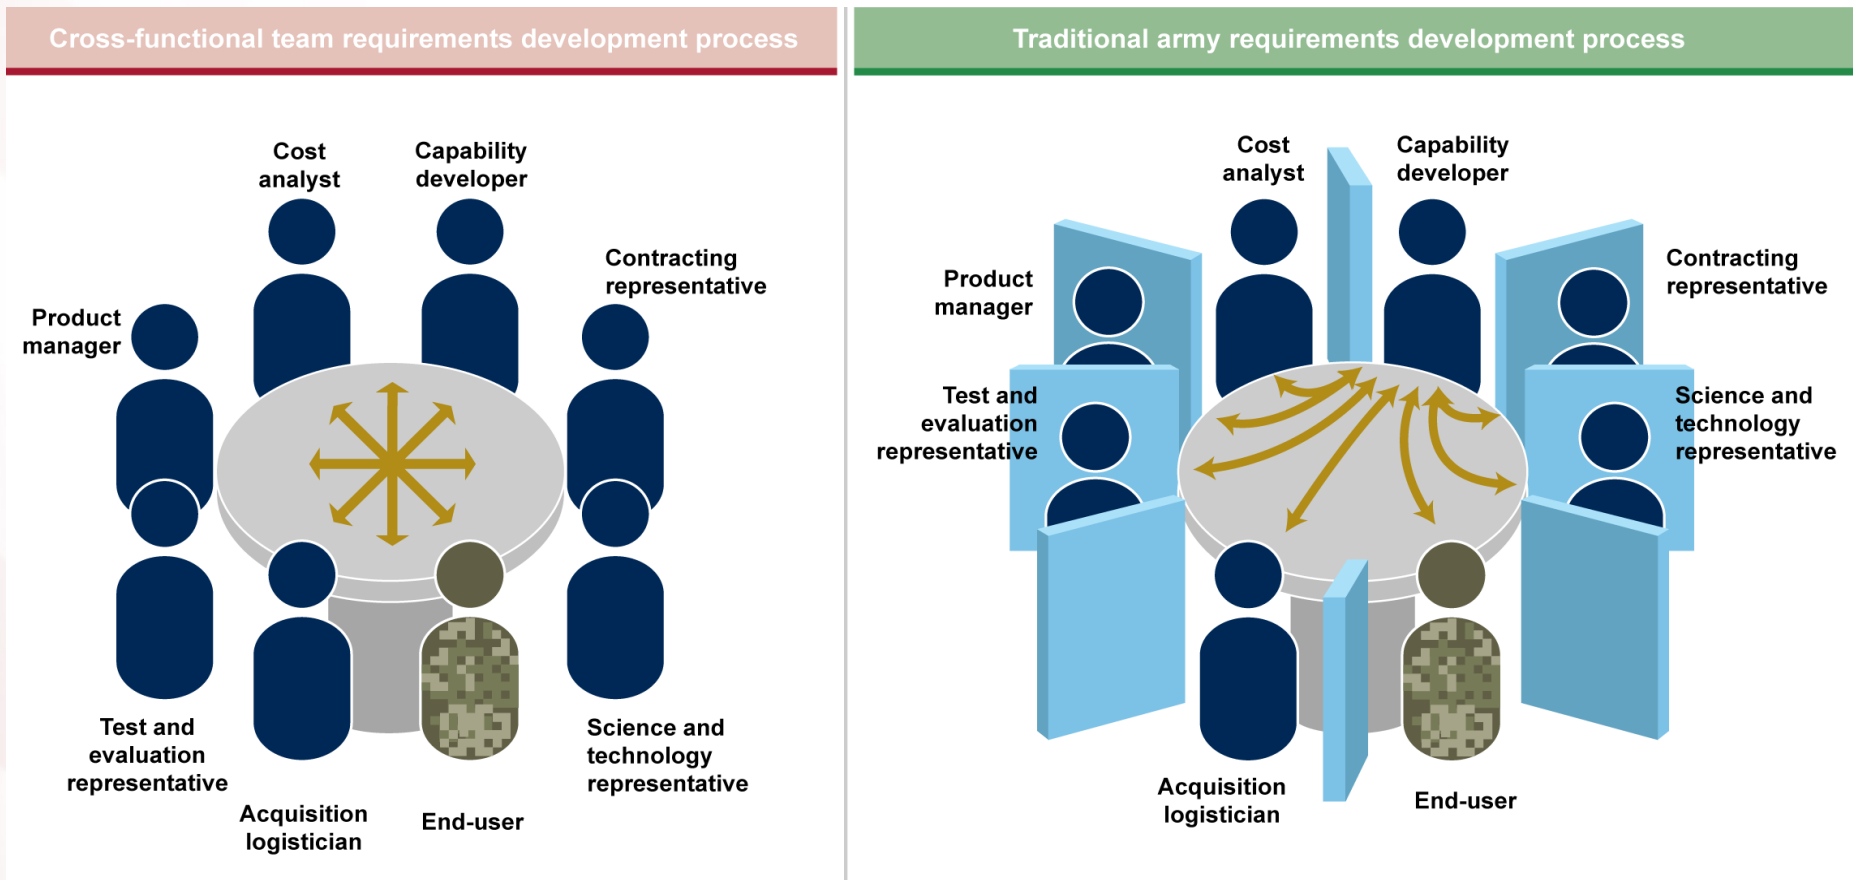 Cross-functional team requirements development process
Cost
analyst
Capability
developer
Contracting
representative
Product
manager
Test and
evaluation
representative
Science and
technology
representative
Acquisition
logistician
End-user
Traditional army requirements development process
Cost
analyst
Capability
developer
Product
manager
Contracting
representative
Test and
evaluation
representative
Science and
technology
representative
Acquisition
logistician
End-user